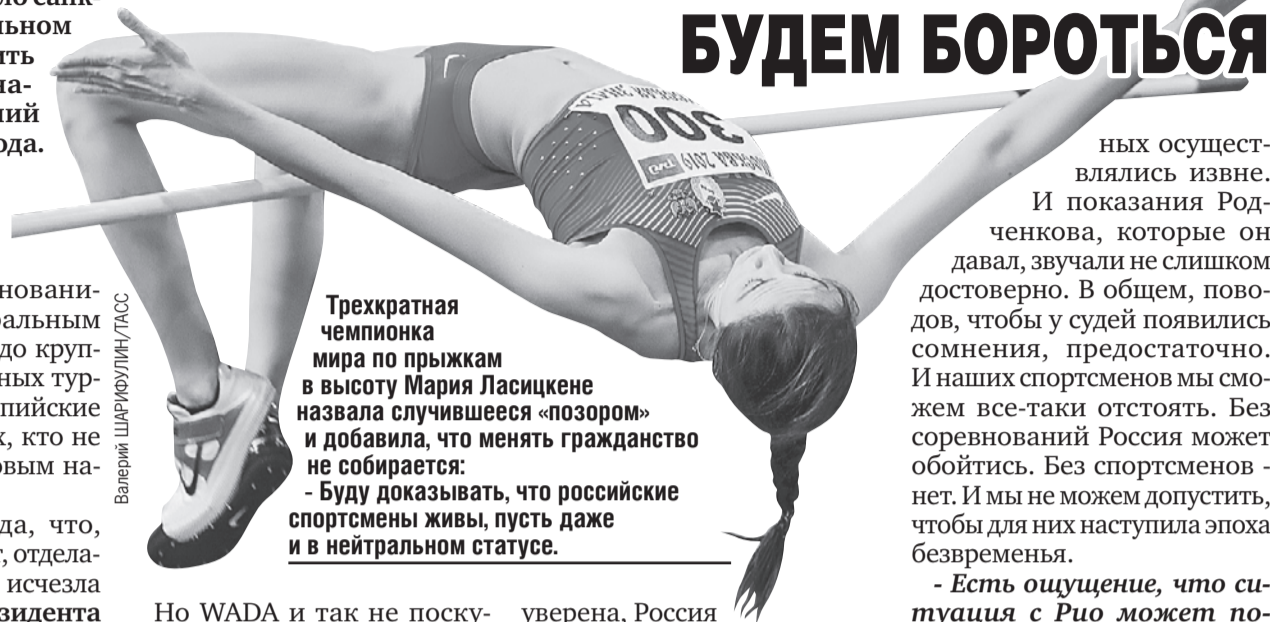 БУДЕМ БОРОТЬСЯ
льном
ить
на-
ний
ода.
новани-
ральным
до круп-
ных тур-
пийские
х, кто не
овым на-
да, что,
т, отдела-
исчезла
зидента
Валерий ШАРИФУЛИН/ТАСС
300
Трехкратная
чемпионка
мира по прыжкам
в высоту Мария Ласицкене
назвала случившееся «позором»
и добавила, что менять гражданство
не собирается:
- Буду доказывать, что российские
спортсмены живы, пусть даже
и в нейтральном статусе.
Но WADA и так не поску-
уверена, Россия
ных осущест-
влялись извне.
И показания Род-
ченкова, которые он
давал, звучали не слишком
достоверно. В общем, пово-
дов, чтобы у судей появились
сомнения, предостаточно.
И наших спортсменов мы смо-
жем все-таки отстоять. Без
соревнований Россия может
обойтись. Без спортсменов -
нет. И мы не можем допустить,
чтобы для них наступила эпоха
безвременья.
- Есть ощущение, что си-
туация с Рио может по-